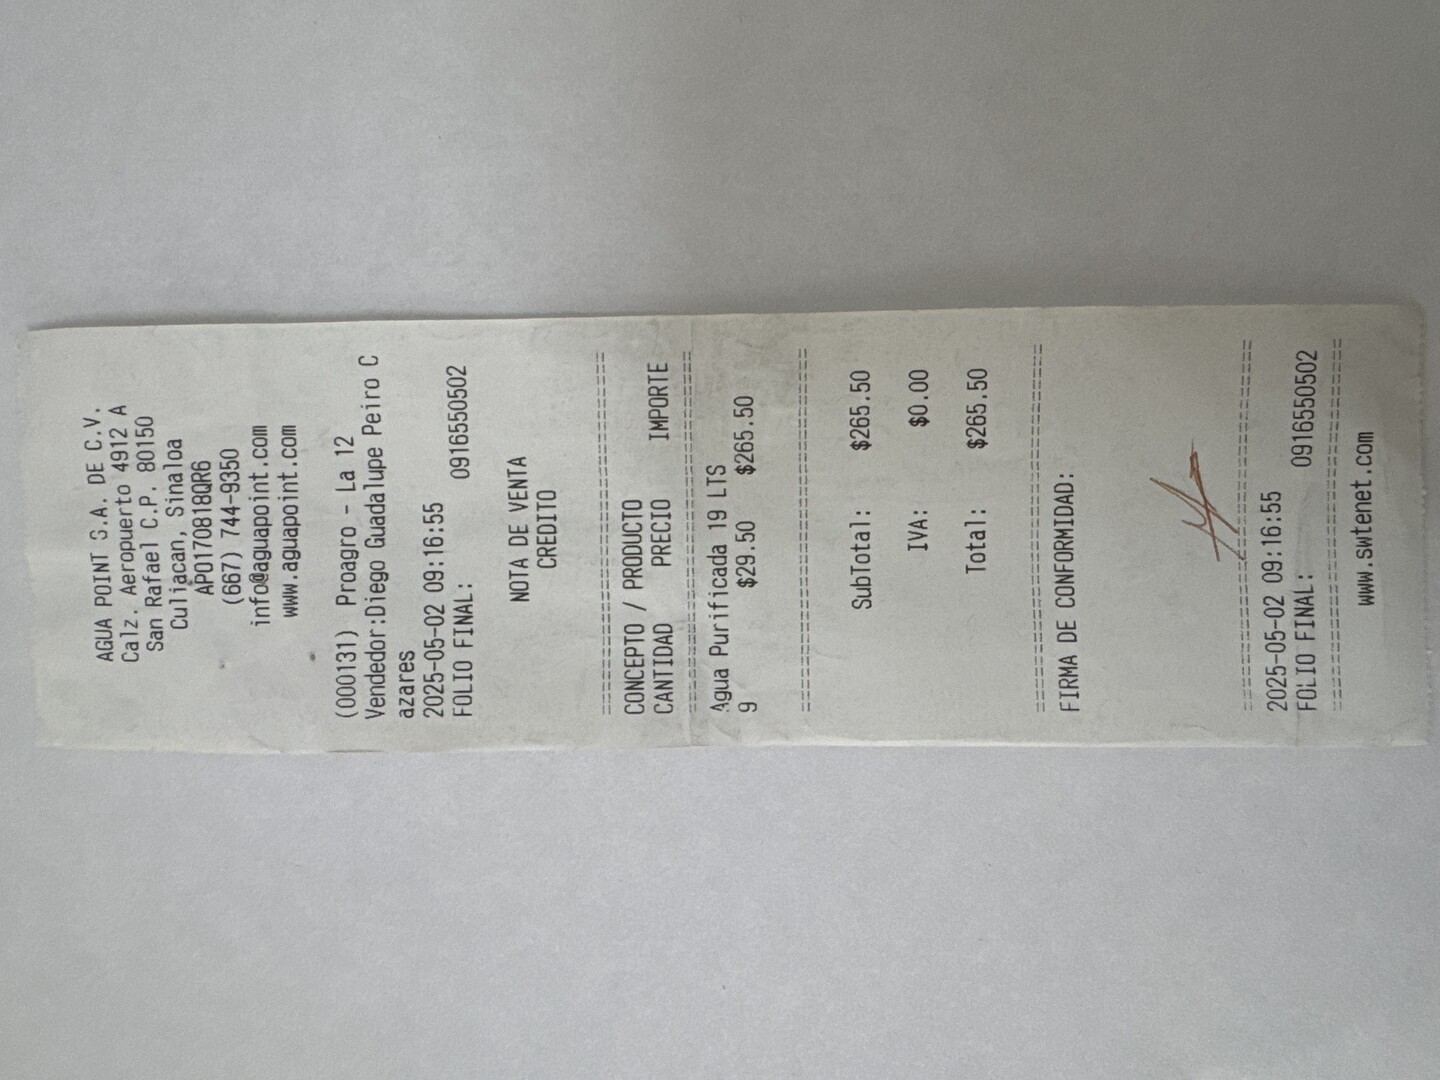 AGUA POINT S.A. DE C.V.
Calz. Aeropuerto 4912 A
San Rafael C.P. 80150
Culiacan, Sinaloa
APO170818QR6
(667) 744-9350
info@aguapoint.com
www.aguapoint.com
(000131) Proagro - La 12
Vendedor:Diego Guadalupe Peiro C
azares
2025-05-02 09:16:55
FOLIO FINAL: 0916550502
NOTA DE VENTA
CREDITO
================================
CONCEPTO / PRODUCTO
CANTIDAD PRECIO IMPORTE
================================
Agua Purificada 19 LTS
9 $29.50 $265.50
================================
SubTotal: $265.50
IVA: $0.00
Total: $265.50
================================
FIRMA DE CONFORMIDAD:
================================
2025-05-02 09:16:55
FOLIO FINAL: 0916550502
================================
www.swtenet.com